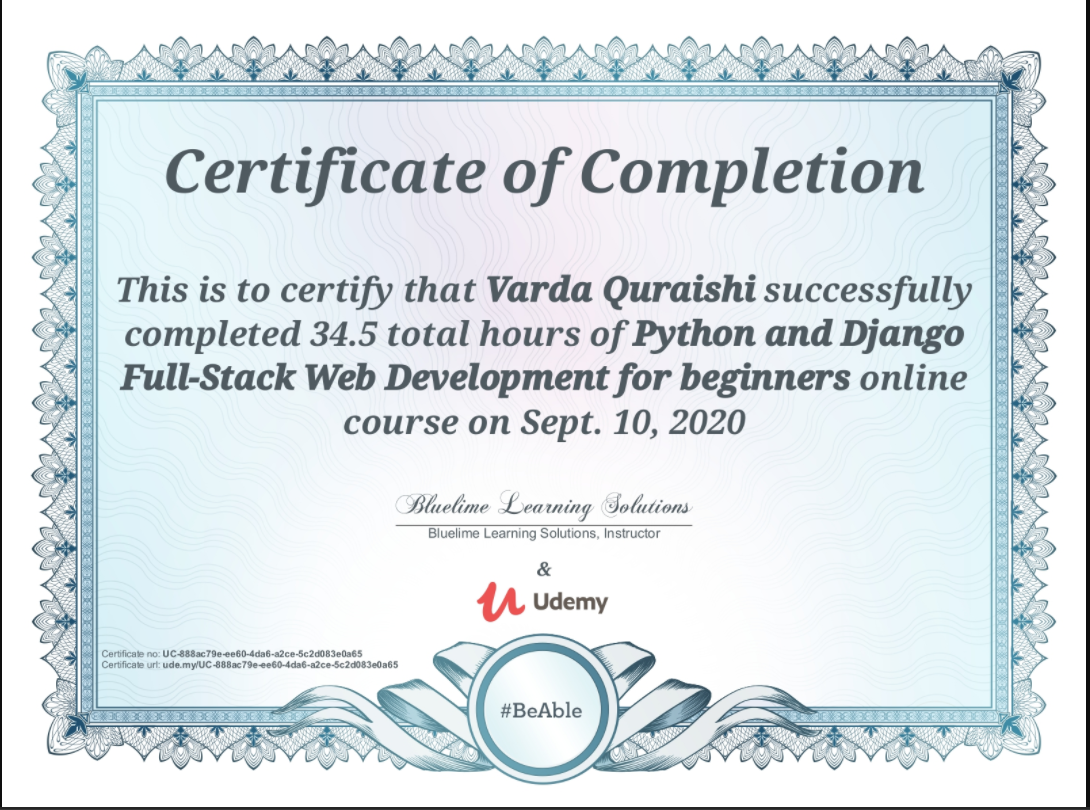 Certificate of Completion
This is to certify that Varda Quraishi successfully
completed 34.5 total hours of Python and Django
Full-Stack Web Development for beginners online
course on Sept. 10, 2020
Bluelime Learning Solutions
Bluelime Learning Solutions, Instructor
&
Udemy
Certificate no: UC-888ac79e-ee60-4da6-a2ce-5c2d083e0a65
Certificate url: ude.my/UC-888ac79e-ee60-4da6-a2ce-5c2d083e0a65
#BeAble